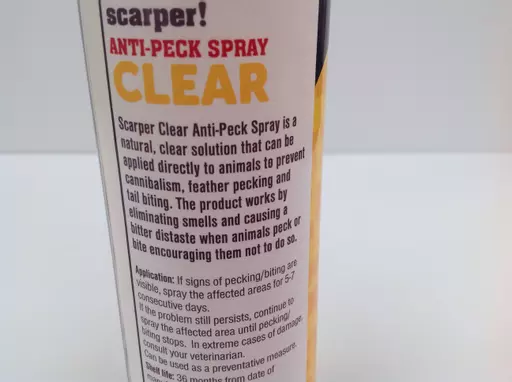 scarper!
ANTI-PECK SPRAY
CLEAR
Scarper Clear Anti-Peck Spray is a
natural, clear solution that can be
applied directly to animals to prevent
cannibalism, feather pecking and
tail biting. The product works by
eliminating smells and causing a
bitter distaste when animals peck or
bite encouraging them not to do so.
Application: If signs of pecking/biting are
visible, spray the affected areas for 5-7
consecutive days.
If the problem still persists, continue to
spray the affected area until pecking/
biting stops. In extreme cases of damage,
consult your veterinarian.
Can be used as a preventative measure.
Shelf life: 36 months from date of